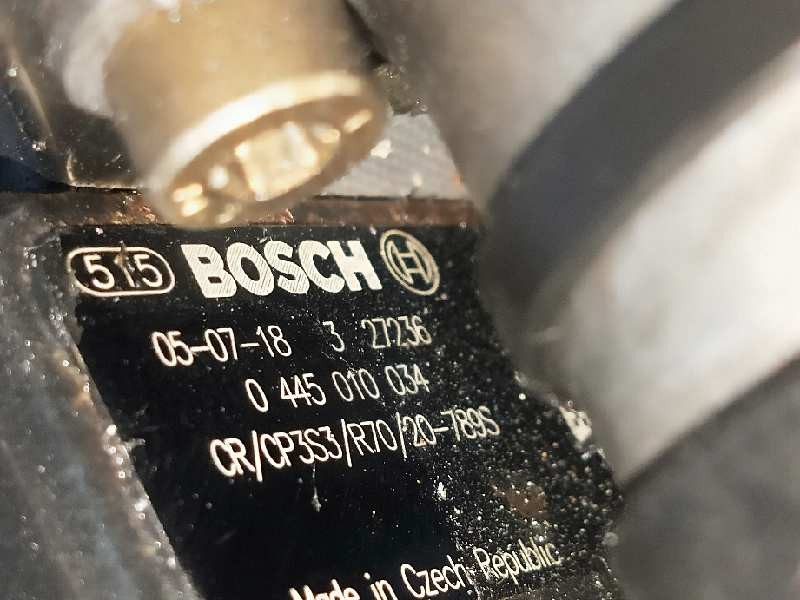 515 BOSCH
05-07-18 3 27236
0 445 010 034
CR/CP3S3/R70/20-789S
Made in Czech Republic